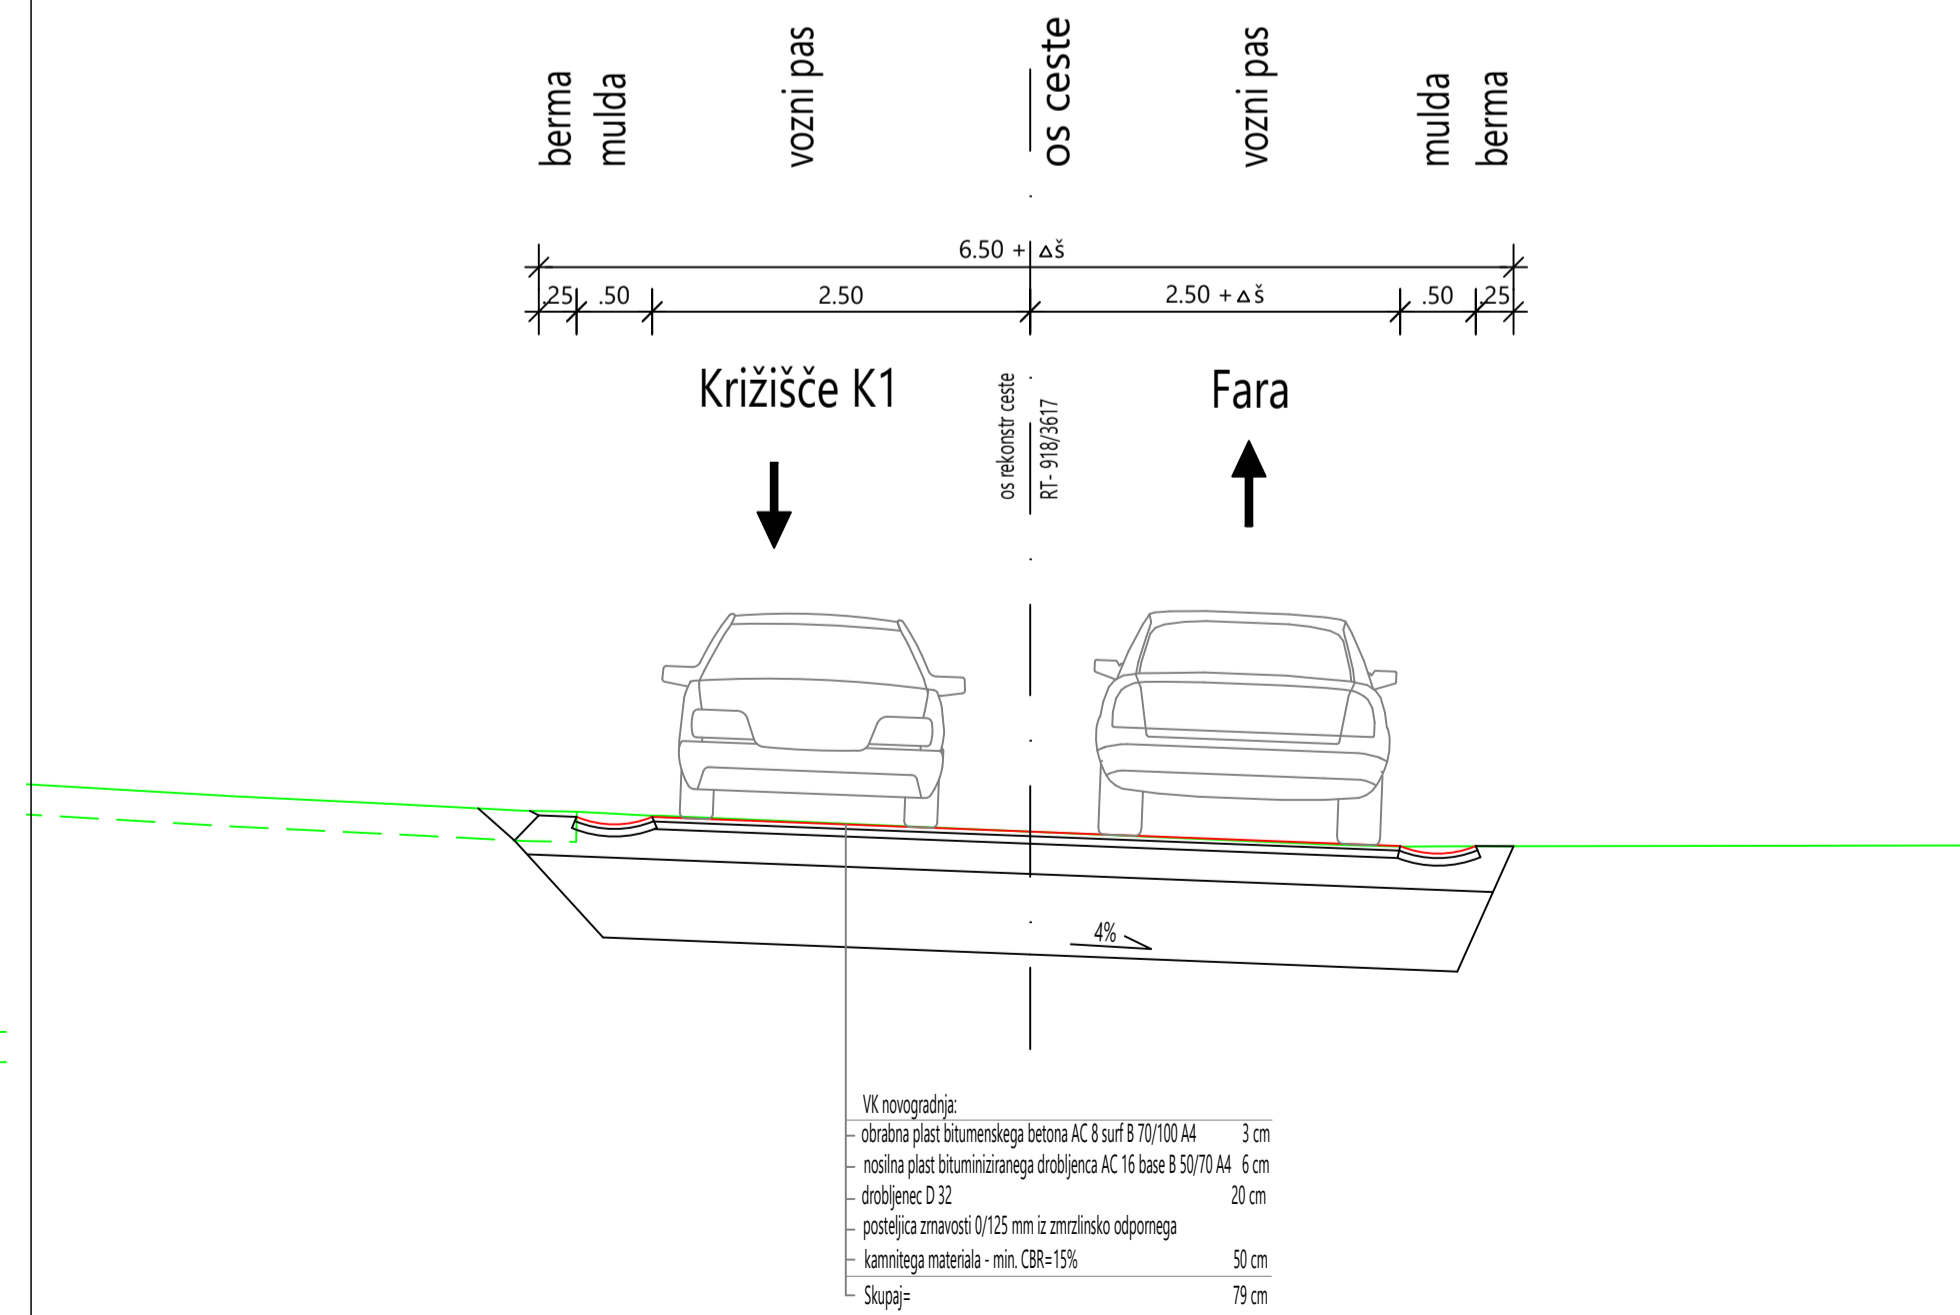 berma
mulda
vozni pas
os ceste
vozni pas
mulda
berma
6.50 + Δš
.25
.50
2.50
2.50 + Δš
.50
.25
Križišče K1
os rekonstr ceste
RT- 918/3617
Fara
4%
VK novogradnja:
obrabna plast bitumenskega betona AC 8 surf B 70/100 A4 3 cm
nosilna plast bituminiziranega drobljenca AC 16 base B 50/70 A4 6 cm
drobljenec D 32 20 cm
posteljica zrnavosti 0/125 mm iz zmrzlinsko odpornega
kamnitega materiala - min. CBR=15% 50 cm
Skupaj= 79 cm